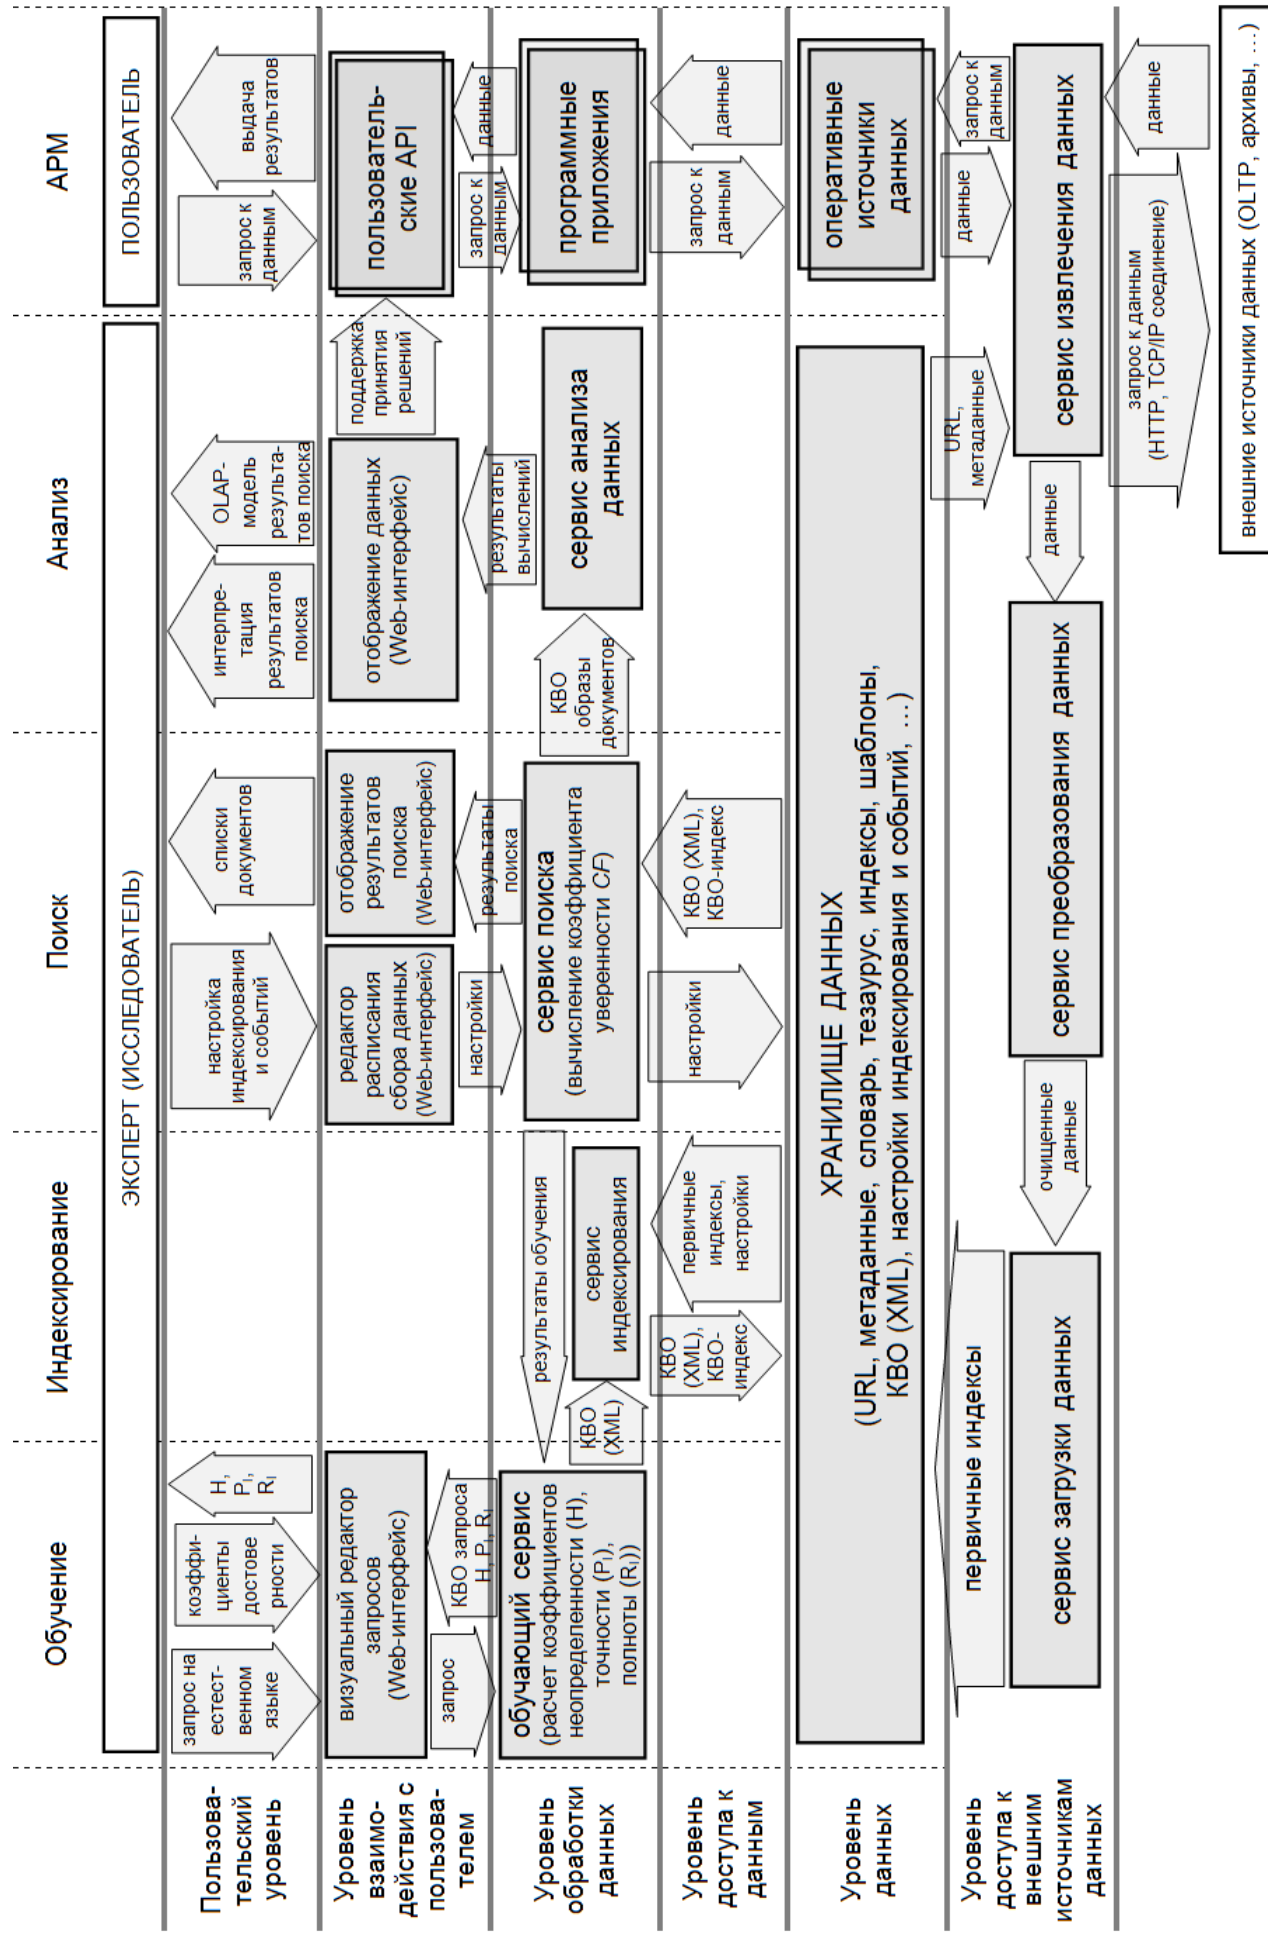 Обучение
Индексирование
Поиск
Анализ
АРМ
ЭКСПЕРТ (ИССЛЕДОВАТЕЛЬ)
ПОЛЬЗОВАТЕЛЬ
Пользова-
тельский
уровень
запрос на
естест-
венном
языке
коэффи-
циенты
достове
рности
H,
Pᵢ,
Rᵢ
настройка
индексирования
и событий
списки
документов
интерпре-
тация
результатов
поиска
OLAP-
модель
результа-
тов поиска
запрос к
данным
выдача
результатов
Уровень
взаимо-
действия с
пользова-
телем
визуальный редактор
запросов
(Web-интерфейс)
редактор
расписания
сбора данных
(Web-интерфейс)
отображение
результатов
поиска
(Web-интерфейс)
отображение данных
(Web-интерфейс)
поддержка
принятия
решений
пользователь-
ские API
запрос
КВО запроса
H, Pᵢ, Rᵢ
настройки
результаты
поиска
результаты
вычислений
запрос к
данным
данные
Уровень
обработки
данных
обучающий сервис
(расчет коэффициентов
неопределенности (H),
точности (Pᵢ),
полноты (Rᵢ))
результаты обучения
КВО
(XML)
сервис
индексирования
сервис поиска
(вычисление коэффициента
уверенности CF)
КВО
образы
документов
сервис анализа
данных
программные
приложения
Уровень
доступа к
данным
КВО
(XML),
КВО-
индекс
первичные
индексы,
настройки
настройки
КВО (XML),
КВО-индекс
запрос к
данным
данные
Уровень
данных
ХРАНИЛИЩЕ ДАННЫХ
(URL, метаданные, словарь, тезаурус, индексы, шаблоны,
КВО (XML), настройки индексирования и событий, …)
оперативные
источники
данных
Уровень
доступа к
внешним
источникам
данных
первичные индексы
URL,
метаданные
данные
запрос к
данным
сервис загрузки данных
очищенные
данные
сервис преобразования данных
данные
сервис извлечения данных
запрос к данным
(HTTP, TCP/IP соединение)
данные
внешние источники данных (OLTP, архивы, …)